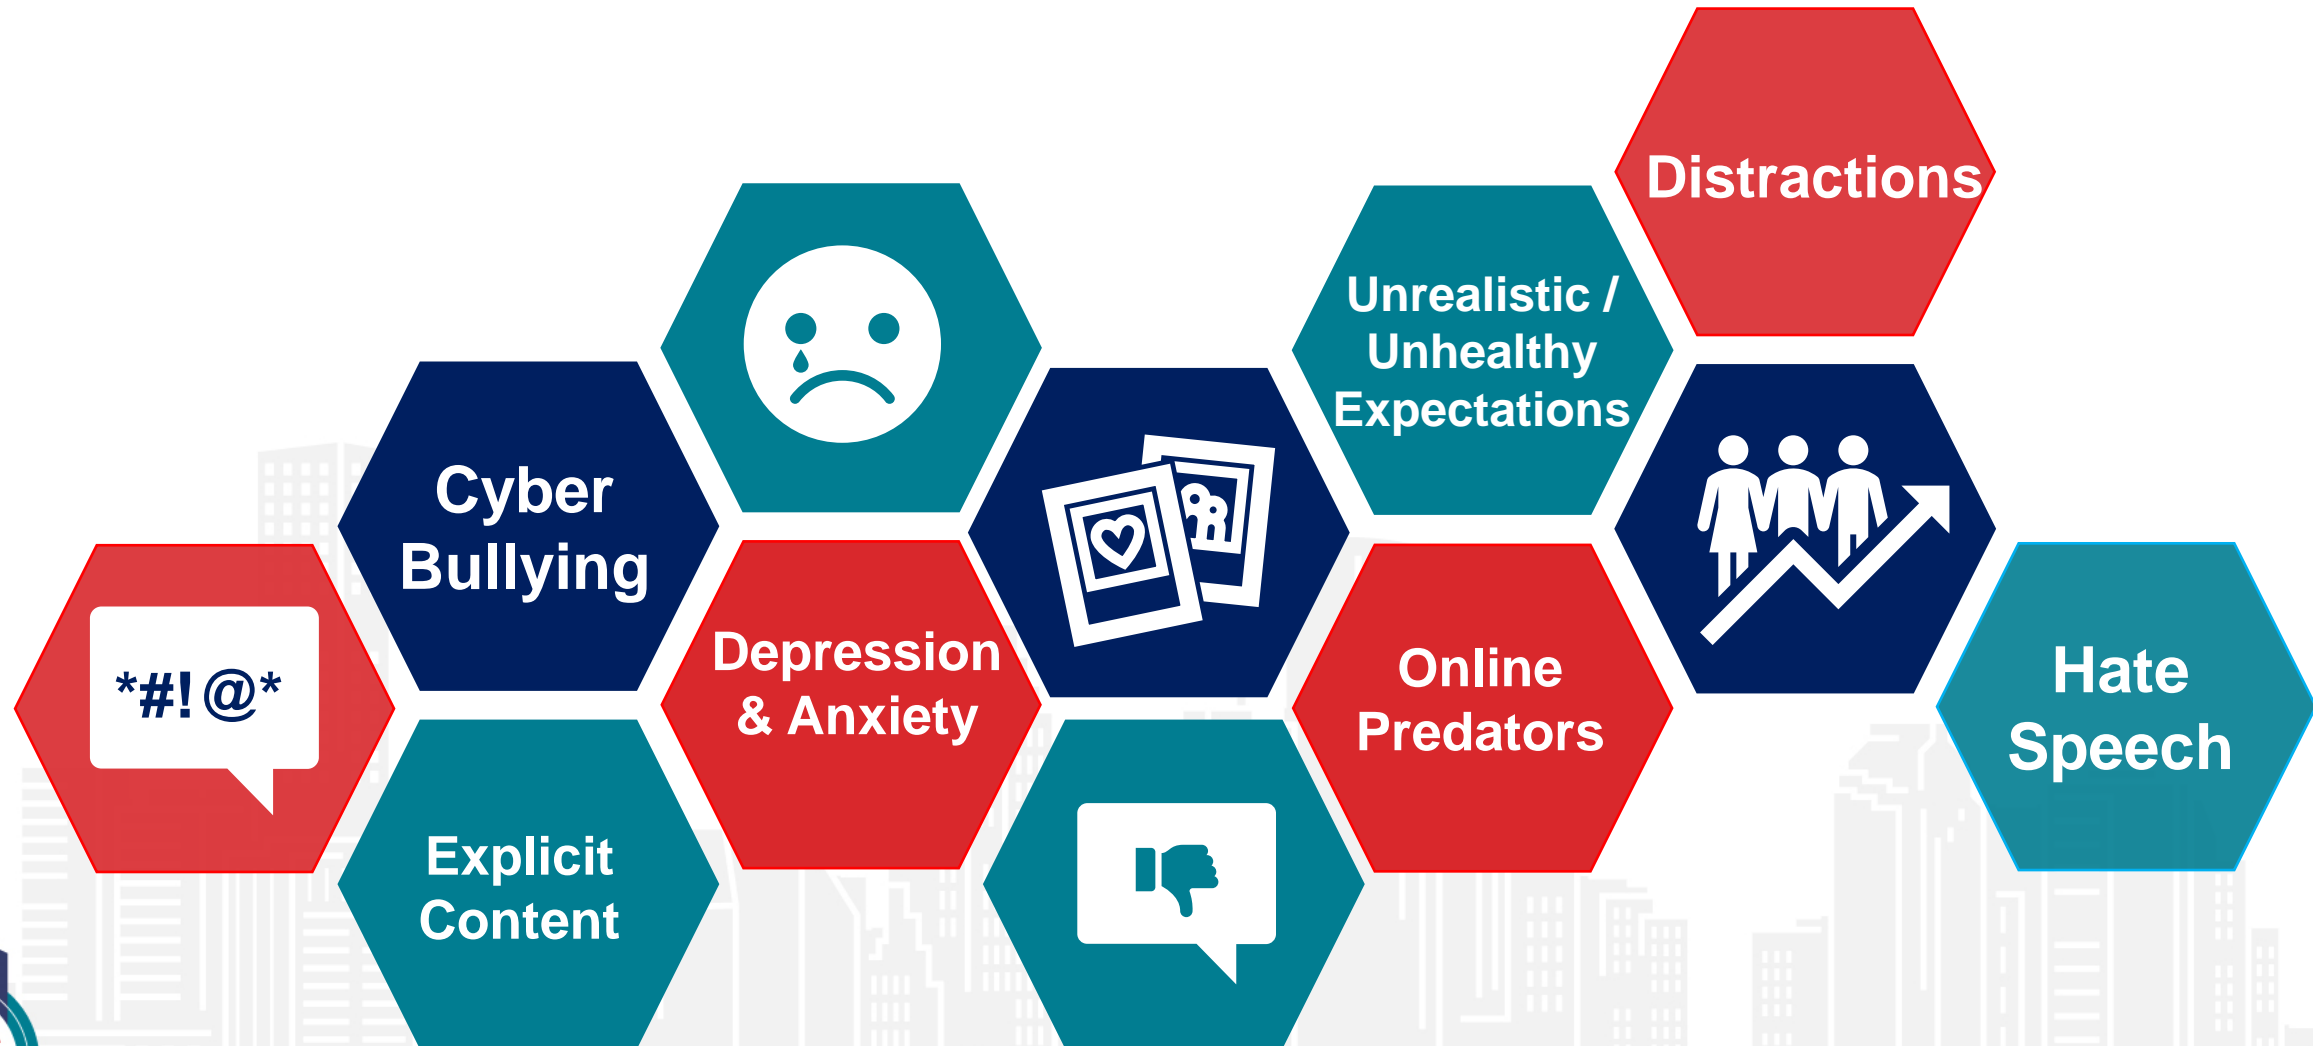 Distractions
Unrealistic /
Unhealthy
Expectations
Cyber
Bullying
*#!@*
Depression
& Anxiety
Online
Predators
Hate
Speech
Explicit
Content